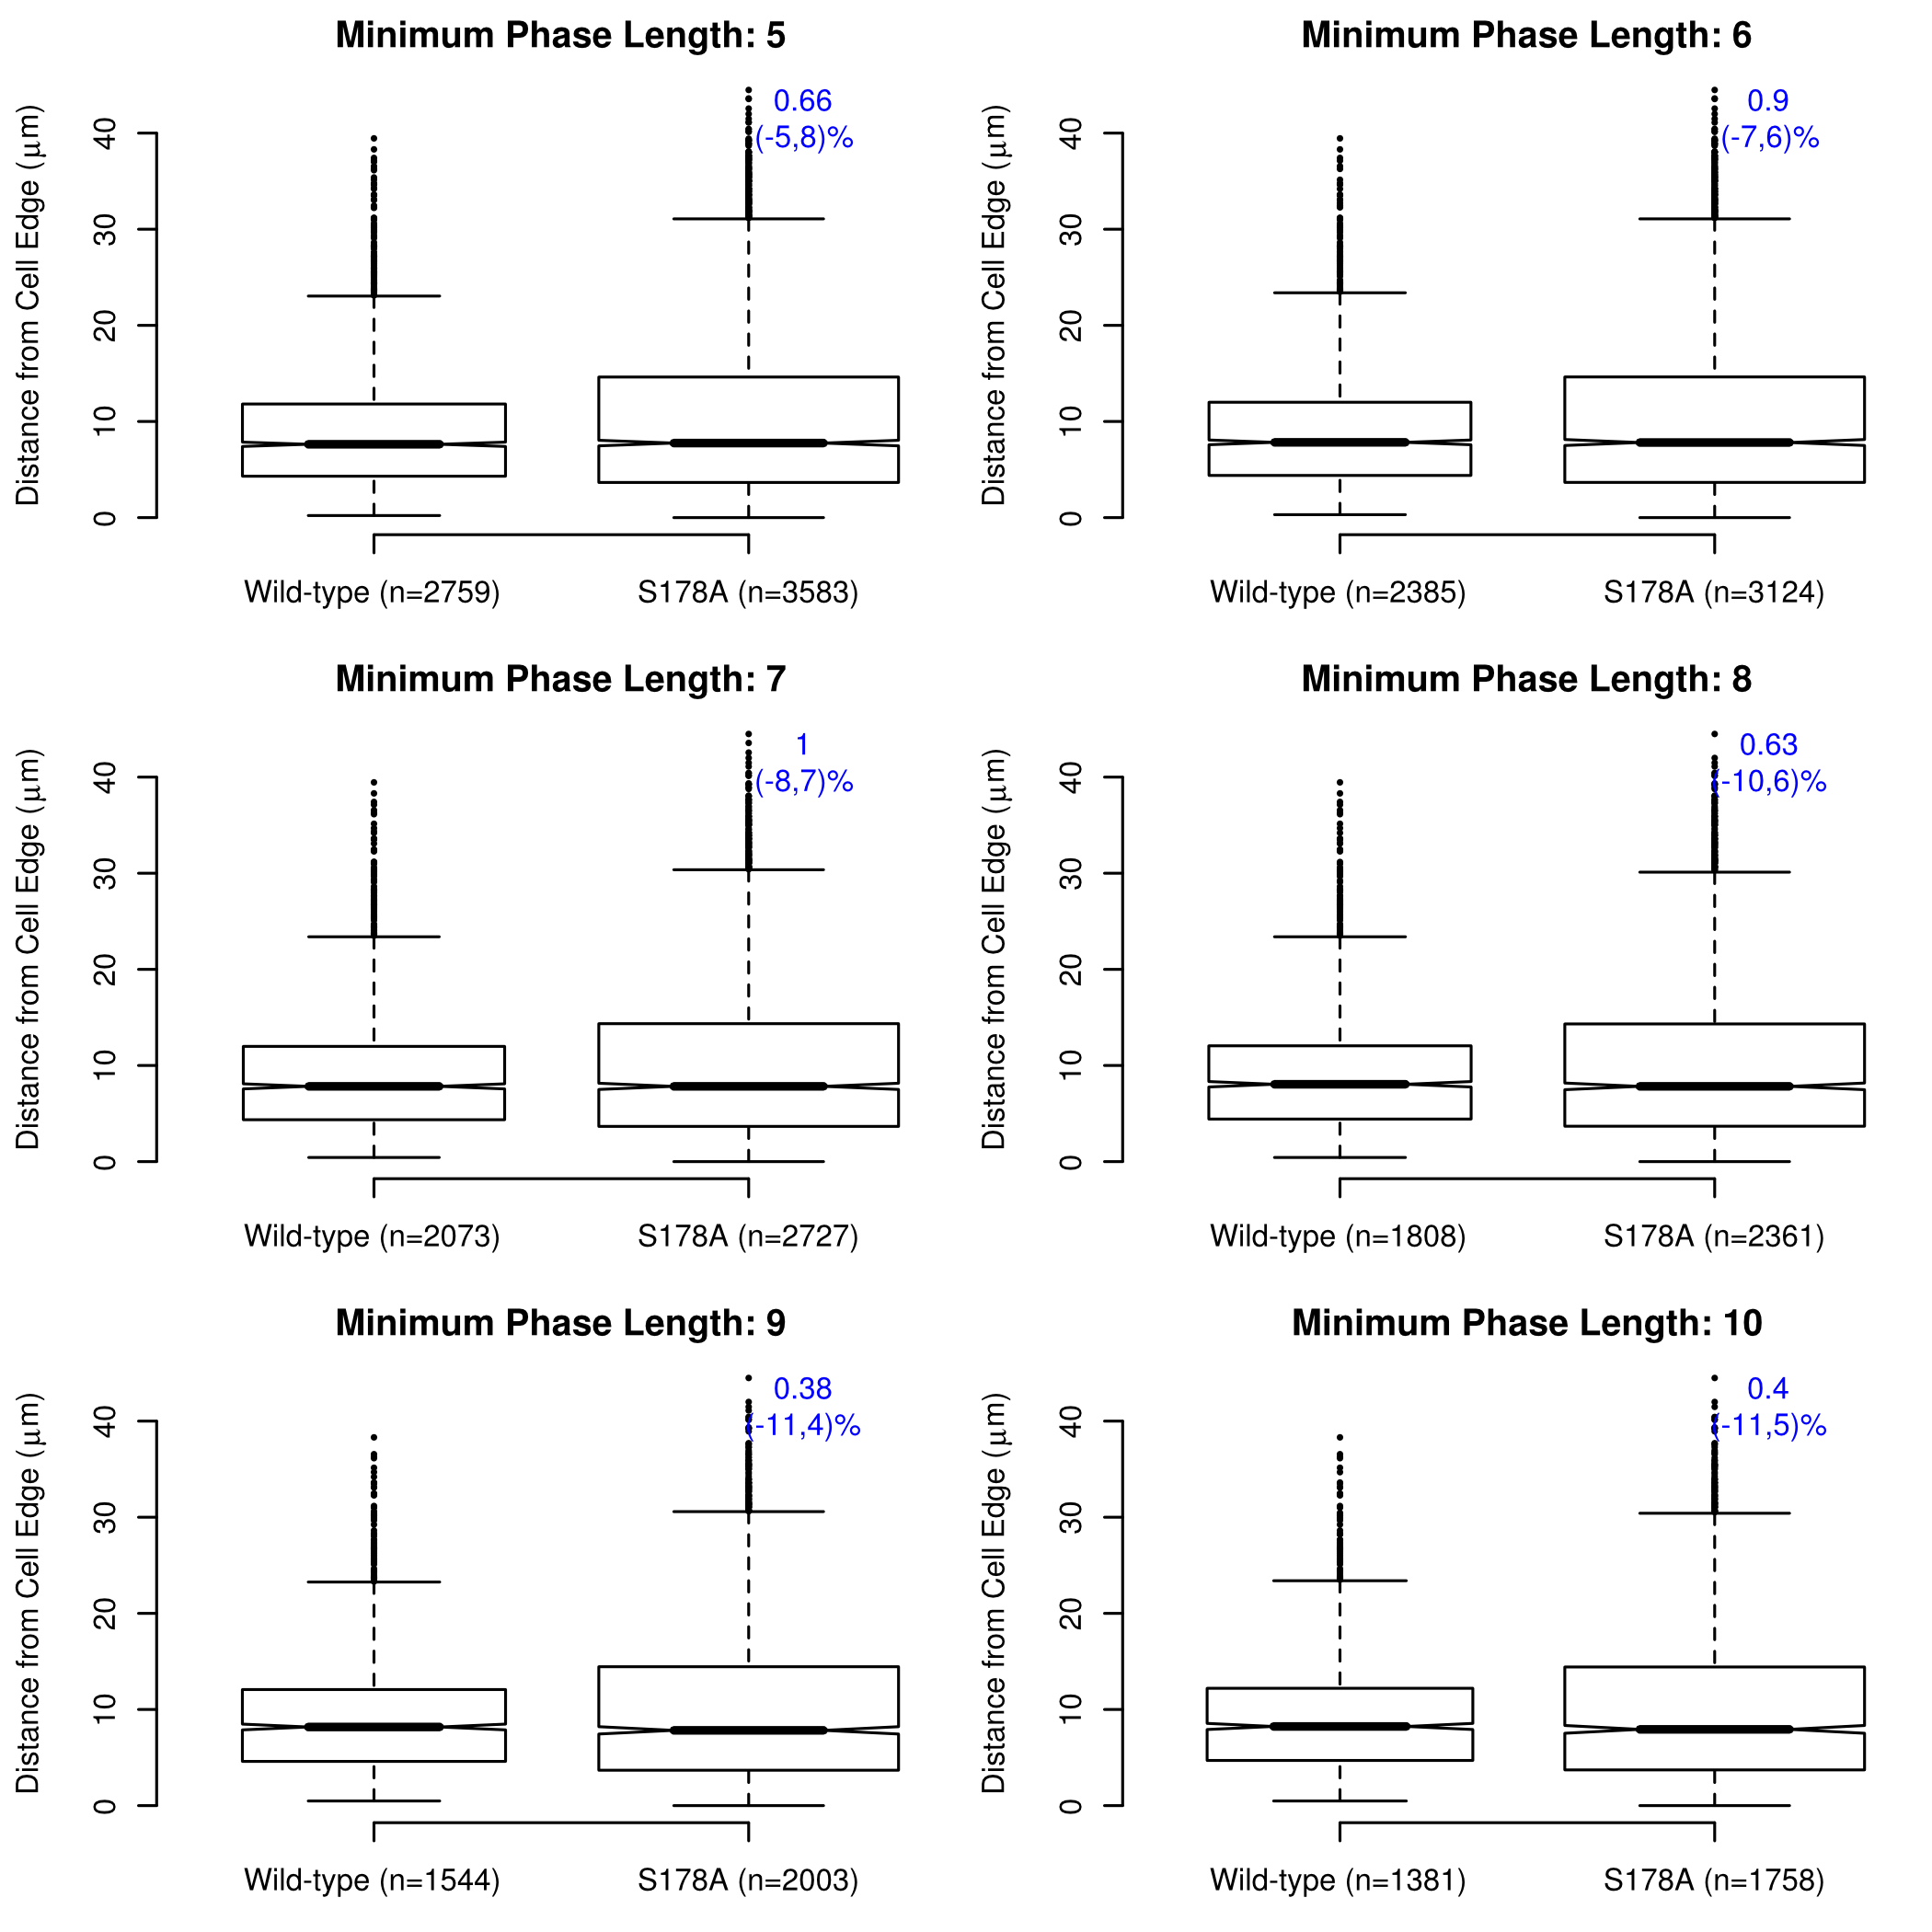 Minimum Phase Length: 5
Distance from Cell Edge (μm)
0 10 20 30 40
0.66
(-5,8)%
Wild-type (n=2759) S178A (n=3583)
Minimum Phase Length: 6
Distance from Cell Edge (μm)
0 10 20 30 40
0.9
(-7,6)%
Wild-type (n=2385) S178A (n=3124)
Minimum Phase Length: 7
Distance from Cell Edge (μm)
0 10 20 30 40
1
(-8,7)%
Wild-type (n=2073) S178A (n=2727)
Minimum Phase Length: 8
Distance from Cell Edge (μm)
0 10 20 30 40
0.63
(-10,6)%
Wild-type (n=1808) S178A (n=2361)
Minimum Phase Length: 9
Distance from Cell Edge (μm)
0 10 20 30 40
0.38
(-11,4)%
Wild-type (n=1544) S178A (n=2003)
Minimum Phase Length: 10
Distance from Cell Edge (μm)
0 10 20 30 40
0.4
(-11,5)%
Wild-type (n=1381) S178A (n=1758)